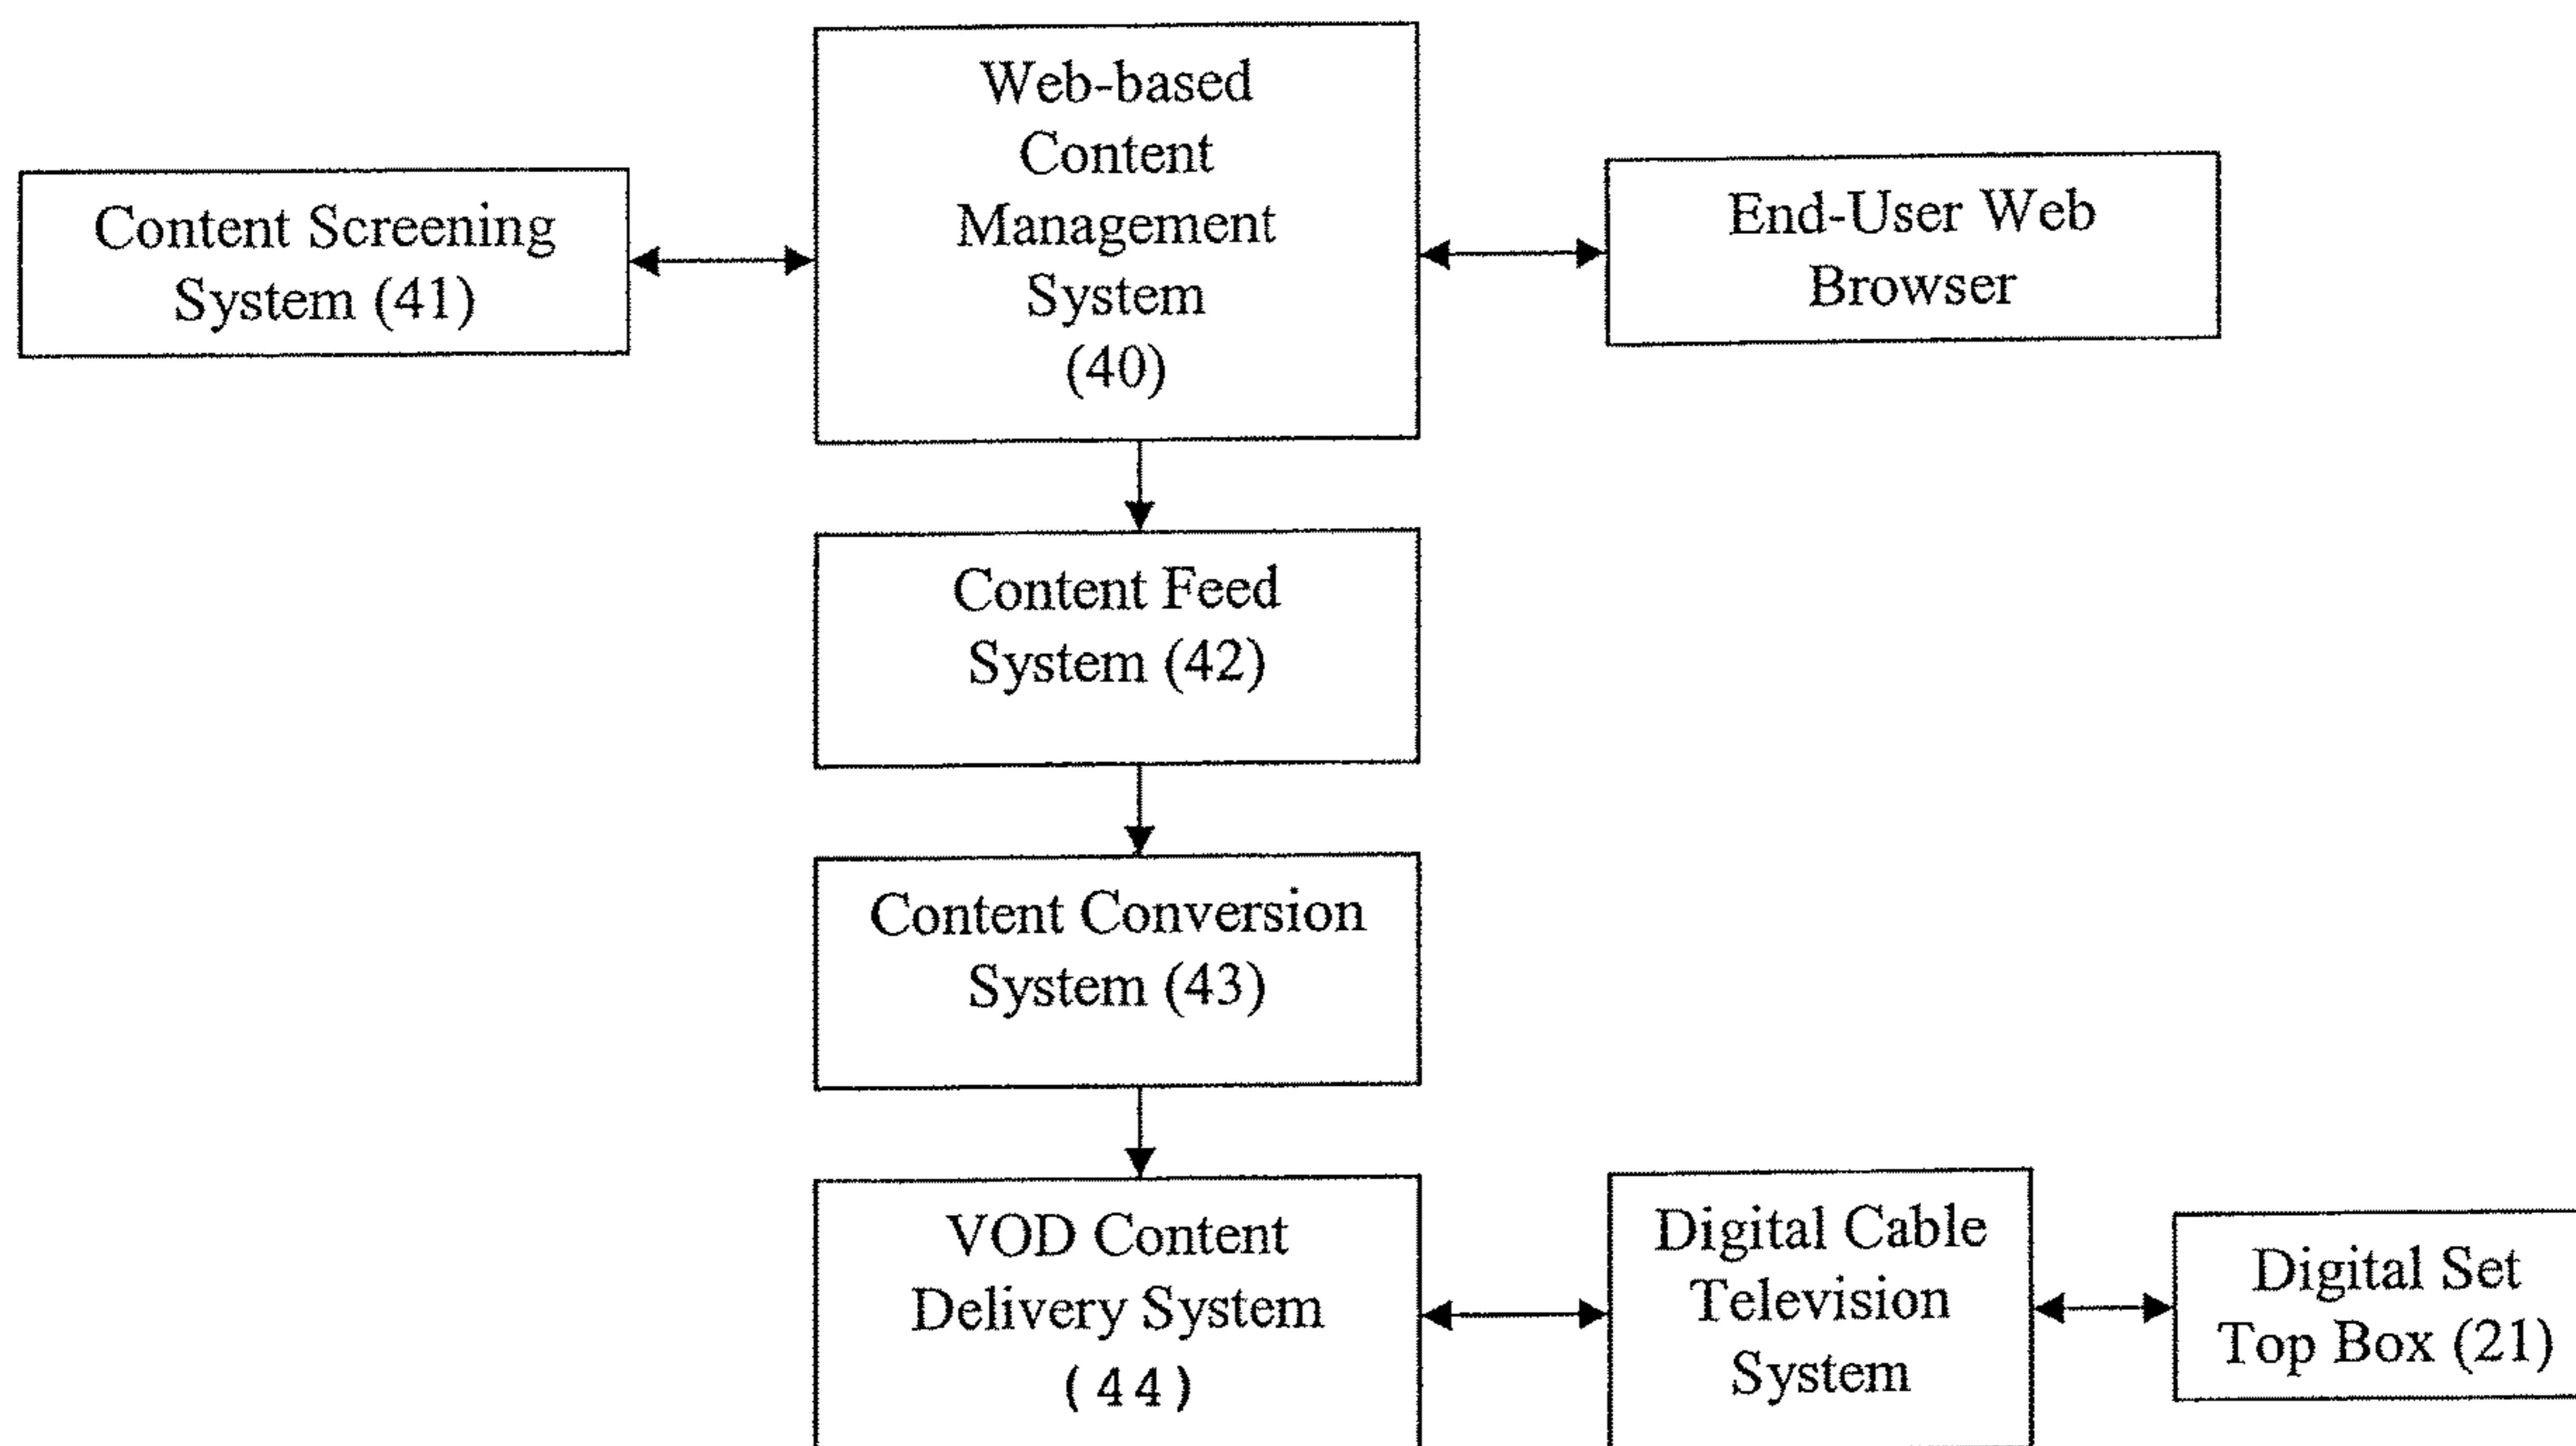 Web-based
Content
Management
System
(40)
Content Screening
System (41)
End-User Web
Browser
Content Feed
System (42)
Content Conversion
System (43)
VOD Content
Delivery System
(44)
Digital Cable
Television
System
Digital Set
Top Box (21)